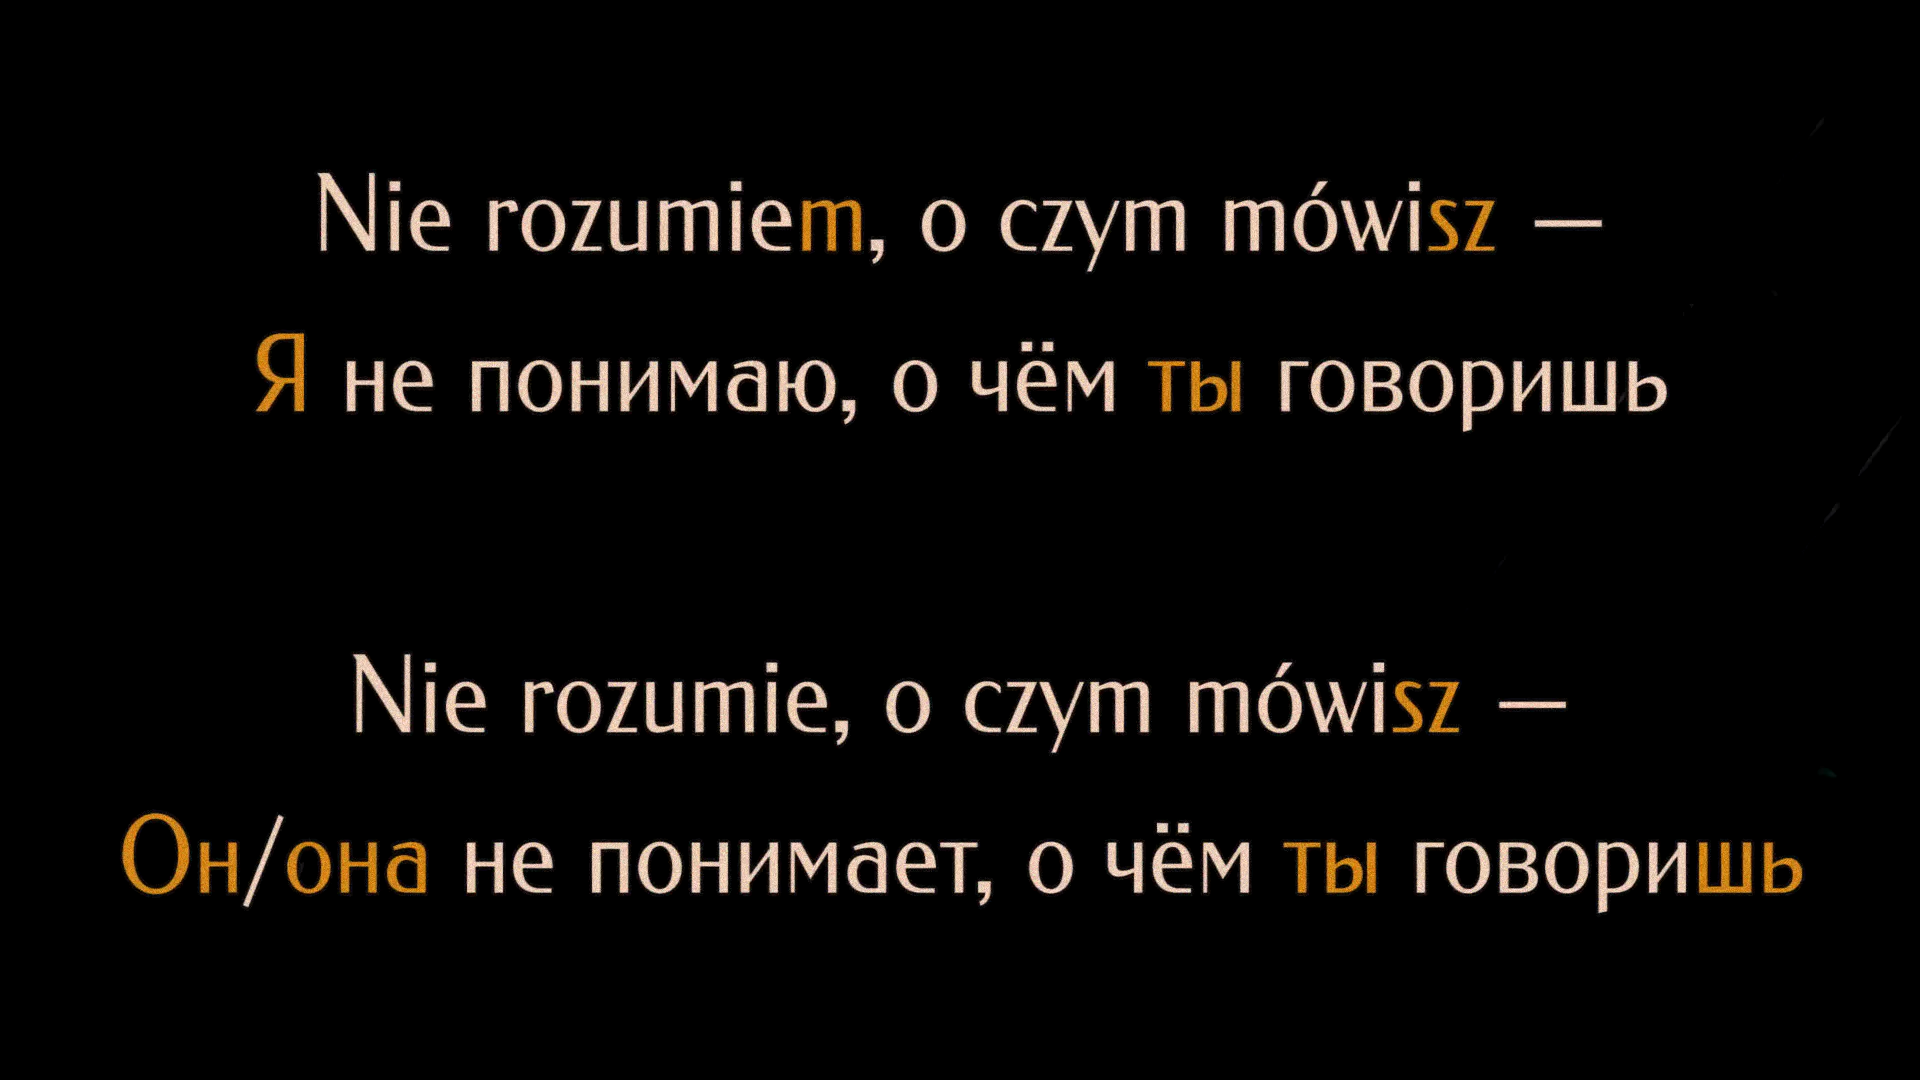 Nie rozumiem, o czym mówisz —
Я не понимаю, о чём ты говоришь
Nie rozumie, o czym mówisz —
Он/она не понимает, о чём ты говоришь